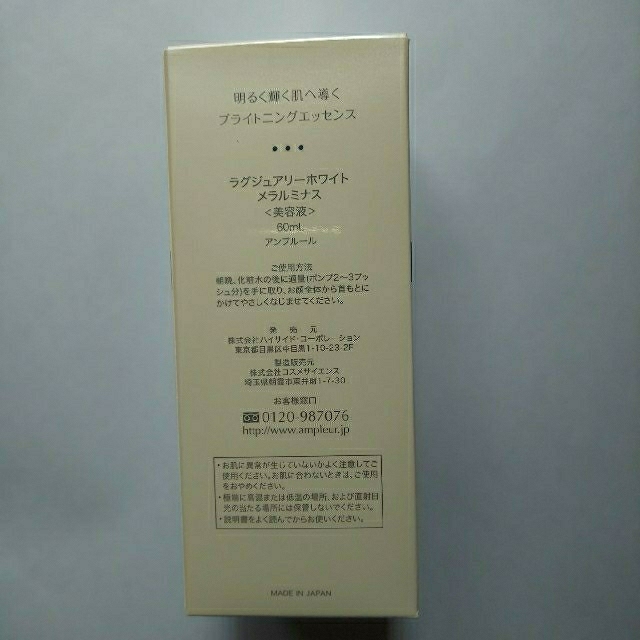 明るく輝く肌へ導く
ブライトニングエッセンス
ラグジュアリーホワイト
メラルミナス
＜美容液＞
60mL
アンプルール
ご使用方法
朝晩、化粧水の後に適量(ポンプ2〜3プッ
シュ分)を手に取り、お顔全体から首もとに
かけてやさしくなじませてください。
発売元
株式会社ハイサイド・コーポレーション
東京都目黒区中目黒1-10-23-2F
製造販売元
株式会社コスメサイエンス
埼玉県朝霞市東弁財1-7-30
お客様窓口
0120-987076
http://www.ampleur.jp
・お肌に異常が生じていないかよく注意してご
使用ください。お肌に合わないときは、ご使用
をおやめください。
・極端に高温または低温の場所、および直射日
光の当たる場所には保管しないでください。
・説明書をよく読んでからお使いください。
MADE IN JAPAN